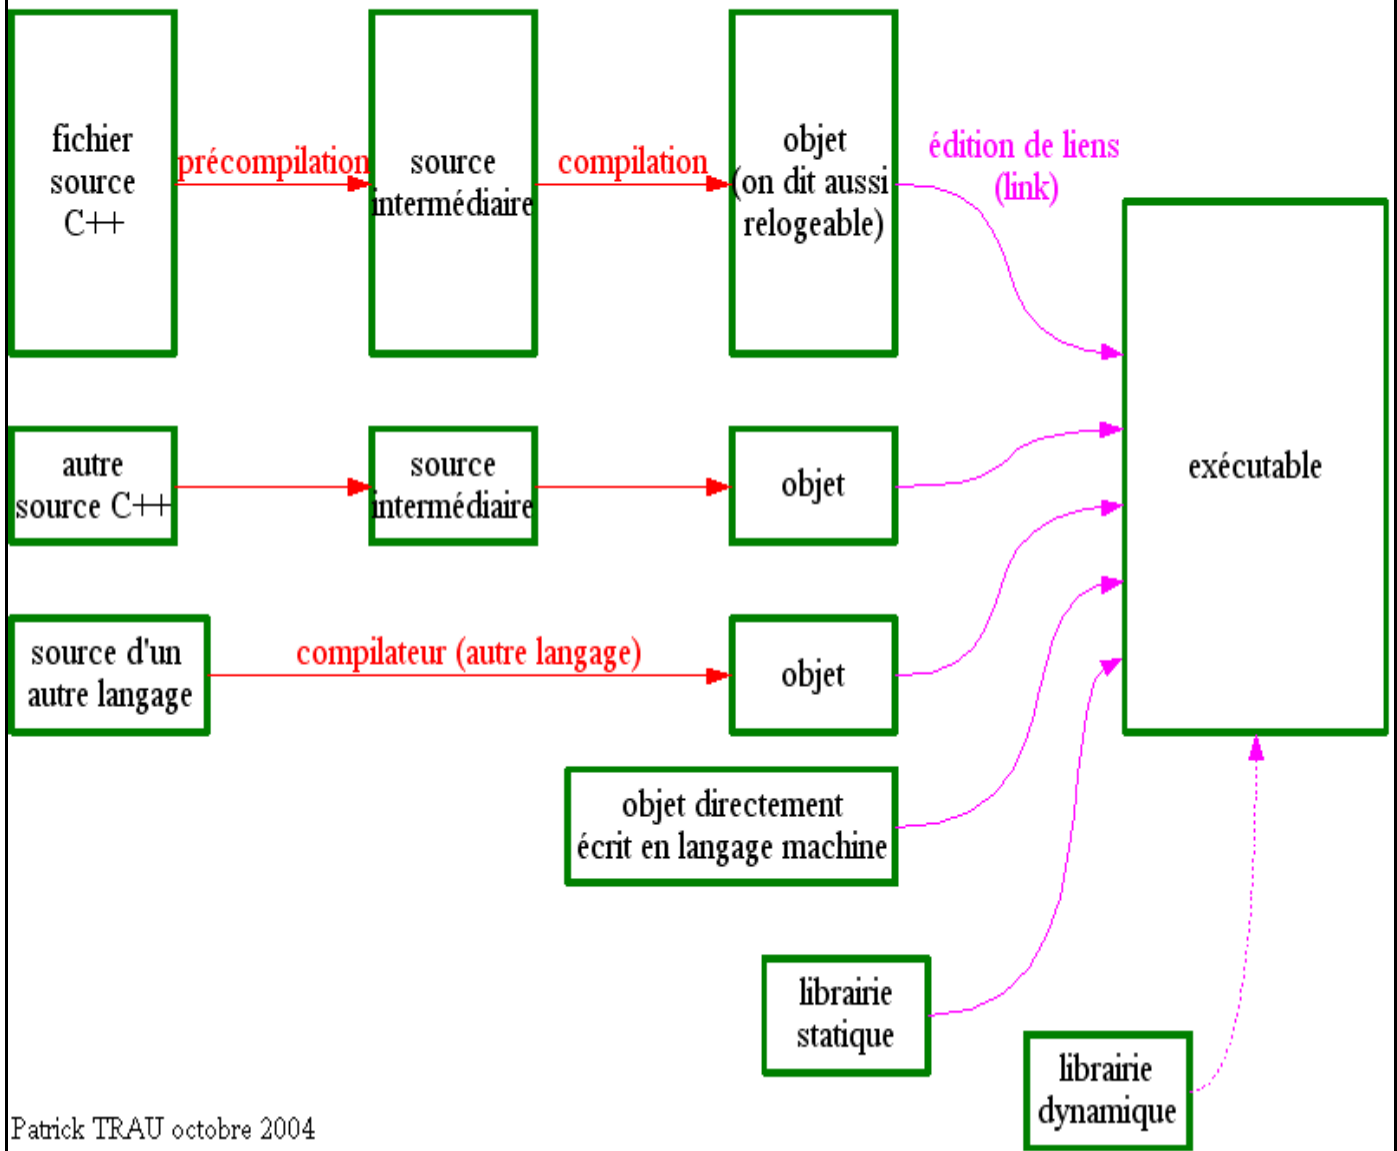 fichier
source
C++
précompilation
source
intermédiaire
compilation
objet
(on dit aussi
relogeable)
édition de liens
(link)
exécutable
autre
source C++
source
intermédiaire
objet
source d'un
autre langage
compilateur (autre langage)
objet
objet directement
écrit en langage machine
librairie
statique
librairie
dynamique
Patrick TRAU octobre 2004